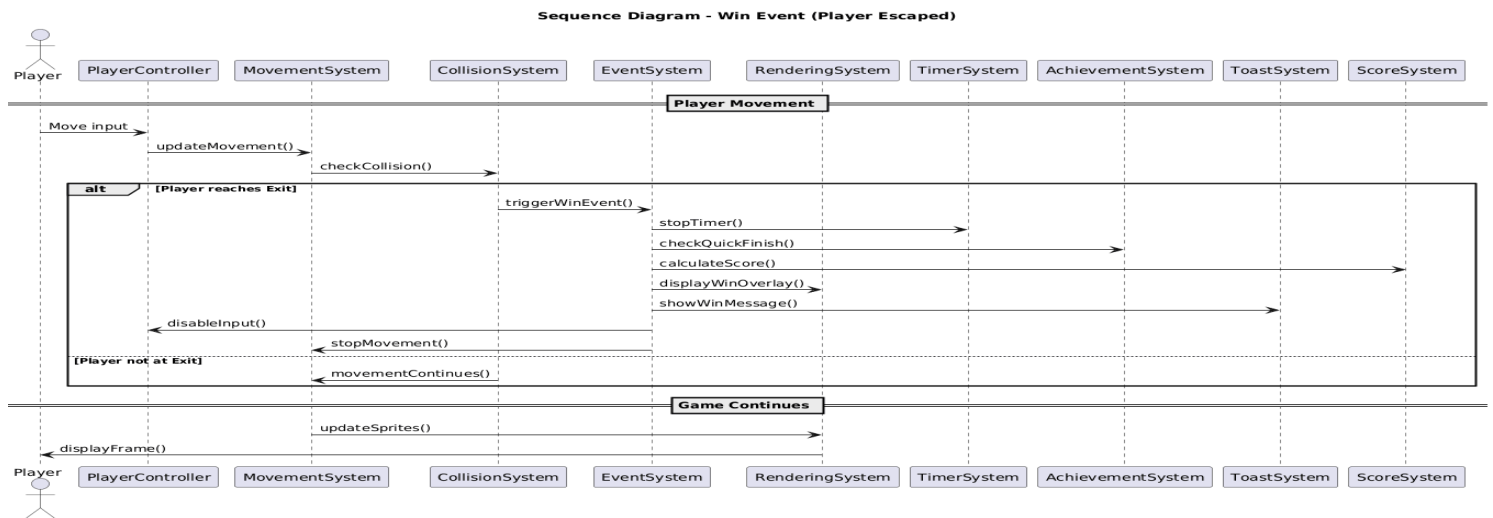 Sequence Diagram - Win Event (Player Escaped)
Player PlayerController MovementSystem CollisionSystem EventSystem RenderingSystem TimerSystem AchievementSystem ToastSystem ScoreSystem
Player Movement
Move input
updateMovement()
checkCollision()
alt [Player reaches Exit]
triggerWinEvent()
stopTimer()
checkQuickFinish()
calculateScore()
displayWinOverlay()
showWinMessage()
disableInput()
stopMovement()
[Player not at Exit]
movementContinues()
Game Continues
updateSprites()
displayFrame()
Player PlayerController MovementSystem CollisionSystem EventSystem RenderingSystem TimerSystem AchievementSystem ToastSystem ScoreSystem